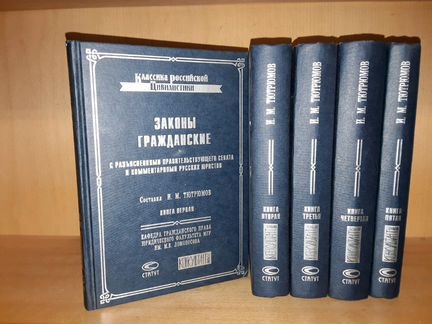 Классика Российской
Цивилистики
ЗАКОНЫ
ГРАЖДАНСКИЕ
С РАЗЪЯСНЕНИЯМИ ПРАВИТЕЛЬСТВУЮЩЕГО СЕНАТА
И КОММЕНТАРИЯМИ РУССКИХ ЮРИСТОВ
Составил И. М. ТЮТРЮМОВ
КНИГА ПЕРВАЯ
КАФЕДРА ГРАЖДАНСКОГО ПРАВА
ЮРИДИЧЕСКОГО ФАКУЛЬТЕТА МГУ
ИМ. М.В. ЛОМОНОСОВА
СТАТУТ
И. М. ТЮТРЮМОВ
КНИГА
ВТОРАЯ
СТАТУТ
И. М. ТЮТРЮМОВ
КНИГА
ТРЕТЬЯ
СТАТУТ
И. М. ТЮТРЮМОВ
КНИГА
ЧЕТВЕРТАЯ
СТАТУТ
И. М. ТЮТРЮМОВ
КНИГА
ПЯТАЯ
СТАТУТ